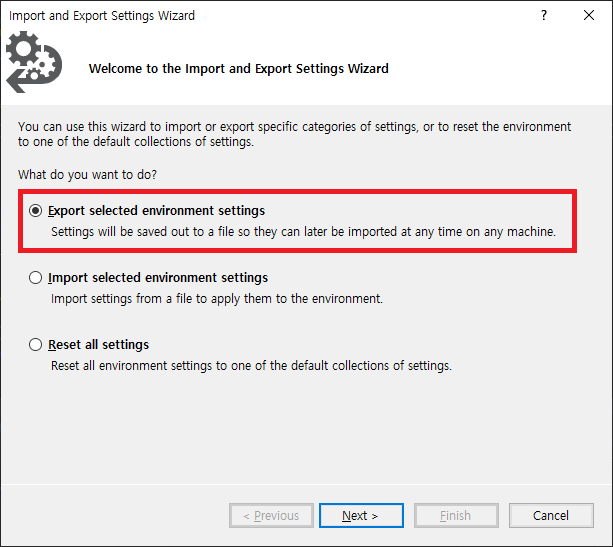 Import and Export Settings Wizard
?
Welcome to the Import and Export Settings Wizard
You can use this wizard to import or export specific categories of settings, or to reset the environment
to one of the default collections of settings.
What do you want to do?
Export selected environment settings
Settings will be saved out to a file so they can later be imported at any time on any machine.
Import selected environment settings
Import settings from a file to apply them to the environment.
Reset all settings
Reset all environment settings to one of the default collections of settings.
< Previous
Next >
Finish
Cancel